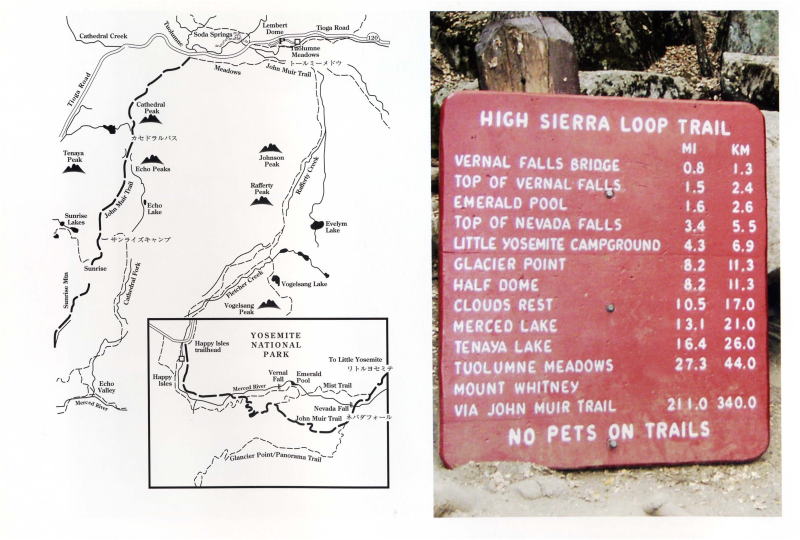 Cathedral Creek
Tuolumne
Soda Springs
Lembert
Dome
Tioga Road
120
P
Tuolumne
Meadows
Meadows
John Muir Trail
トールミーメドウ
Tioga Road
Cathedral
Peak
カセドラルパス
Tenaya
Peak
Echo Peaks
Johnson
Peak
Rafferty
Peak
Rafferty Creek
John Muir Trail
Echo
Lake
Sunrise
Lakes
サンライズキャンプ
Evelyn
Lake
Sunrise
Sunrise Mtn
Cathedral Fork
Fletcher Creek
Vogelsang Lake
Vogelsang
Peak
Echo
Valley
Merced River
YOSEMITE
NATIONAL
PARK
Happy Isles
trailhead
To Little Yosemite
リトルヨセミテ
Happy
Isles
Merced River
Vernal
Fall
Emerald
Pool
Mist Trail
Nevada Fall
ネバダフォール
John Muir Trail
Glancier Point/Panorama Trail
HIGH SIERRA LOOP TRAIL
MI KM
VERNAL FALLS BRIDGE 0.8 1.3
TOP OF VERNAL FALLS 1.5 2.4
EMERALD POOL 1.6 2.6
TOP OF NEVADA FALLS 3.4 5.5
LITTLE YOSEMITE CAMPGROUND 4.3 6.9
GLACIER POINT 8.2 11.3
HALF DOME 8.2 11.3
CLOUDS REST 10.5 17.0
MERCED LAKE 13.1 21.0
TENAYA LAKE 16.4 26.0
TUOLUMNE MEADOWS 27.3 44.0
MOUNT WHITNEY
VIA JOHN MUIR TRAIL 211.0 340.0
NO PETS ON TRAILS